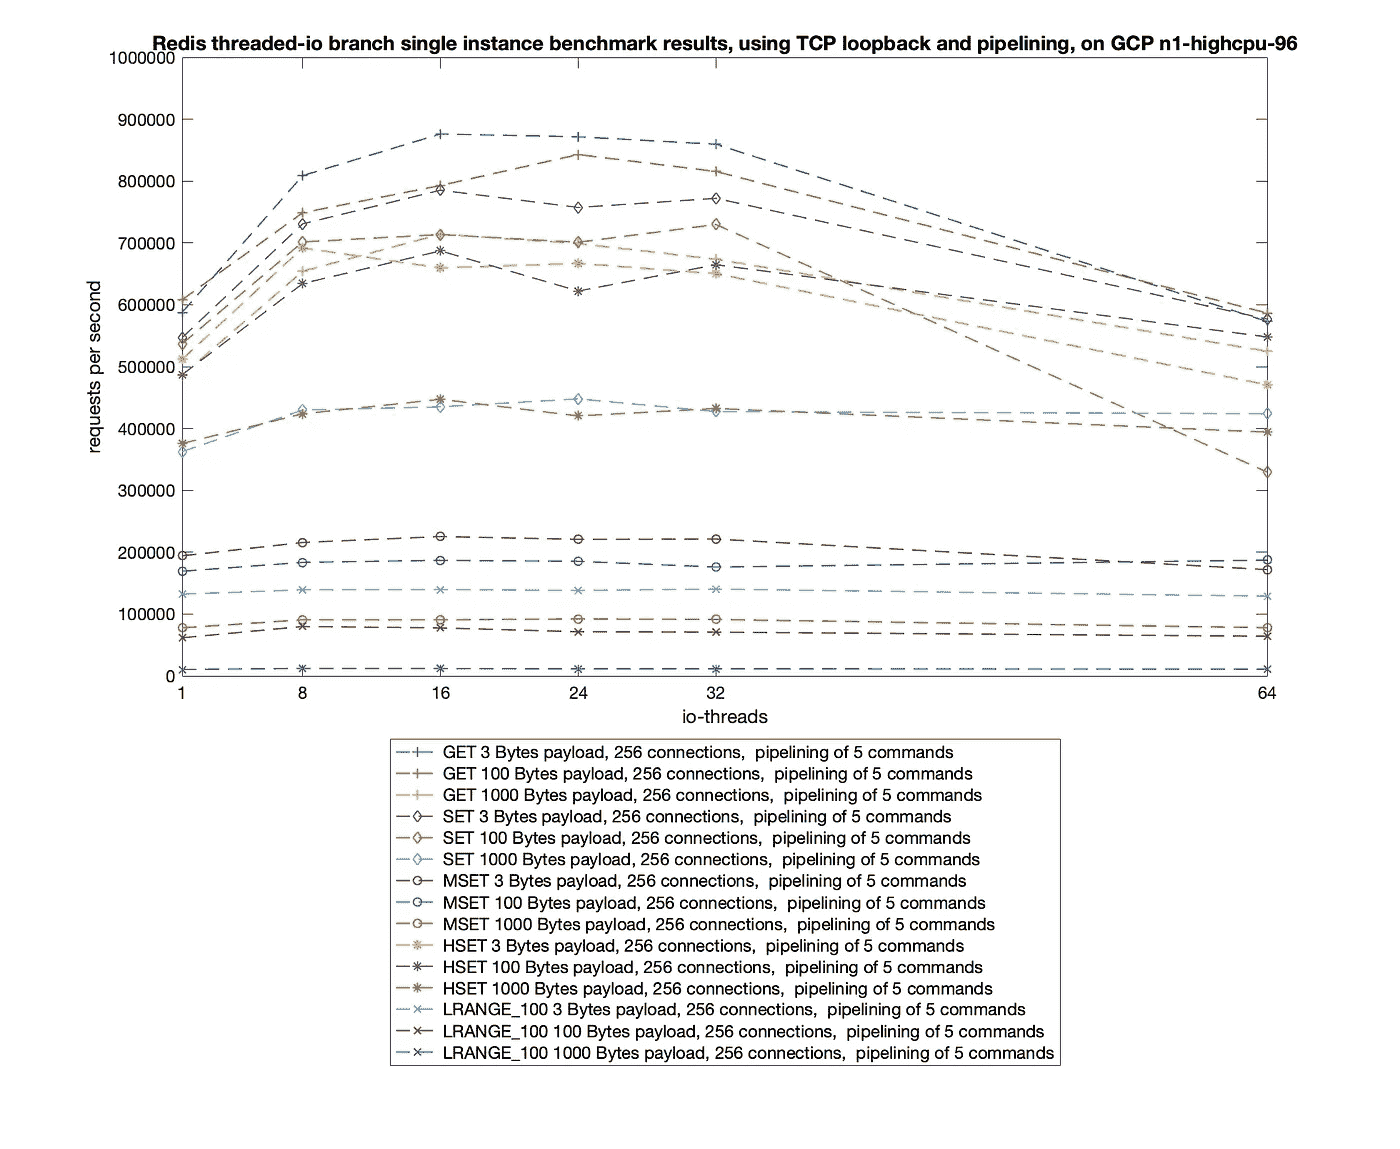 Redis threaded-io branch single instance benchmark results, using TCP loopback and pipelining, on GCP n1-highcpu-96
1000000
900000
800000
700000
600000
500000
400000
300000
200000
100000
0
requests per second
1 8 16 24 32 64
io-threads
GET 3 Bytes payload, 256 connections, pipelining of 5 commands
GET 100 Bytes payload, 256 connections, pipelining of 5 commands
GET 1000 Bytes payload, 256 connections, pipelining of 5 commands
SET 3 Bytes payload, 256 connections, pipelining of 5 commands
SET 100 Bytes payload, 256 connections, pipelining of 5 commands
SET 1000 Bytes payload, 256 connections, pipelining of 5 commands
MSET 3 Bytes payload, 256 connections, pipelining of 5 commands
MSET 100 Bytes payload, 256 connections, pipelining of 5 commands
MSET 1000 Bytes payload, 256 connections, pipelining of 5 commands
HSET 3 Bytes payload, 256 connections, pipelining of 5 commands
HSET 100 Bytes payload, 256 connections, pipelining of 5 commands
HSET 1000 Bytes payload, 256 connections, pipelining of 5 commands
LRANGE_100 3 Bytes payload, 256 connections, pipelining of 5 commands
LRANGE_100 100 Bytes payload, 256 connections, pipelining of 5 commands
LRANGE_100 1000 Bytes payload, 256 connections, pipelining of 5 commands